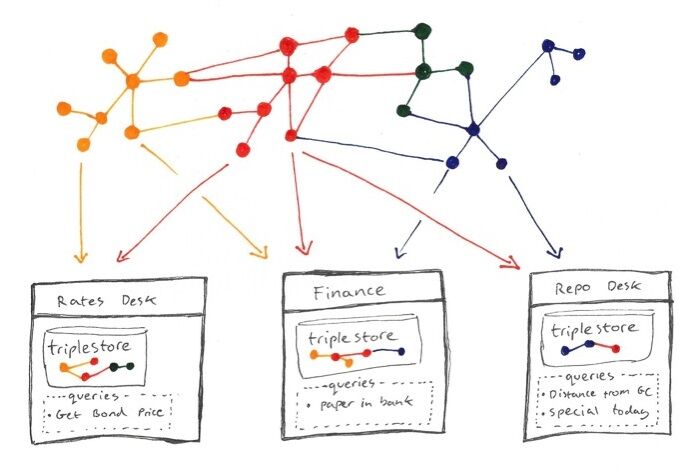 Rates Desk
triplestore
queries
• Get Bond Price
Finance
triplestore
queries
• paper in bank
Repo Desk
triplestore
queries
• Distance from GC
• special today